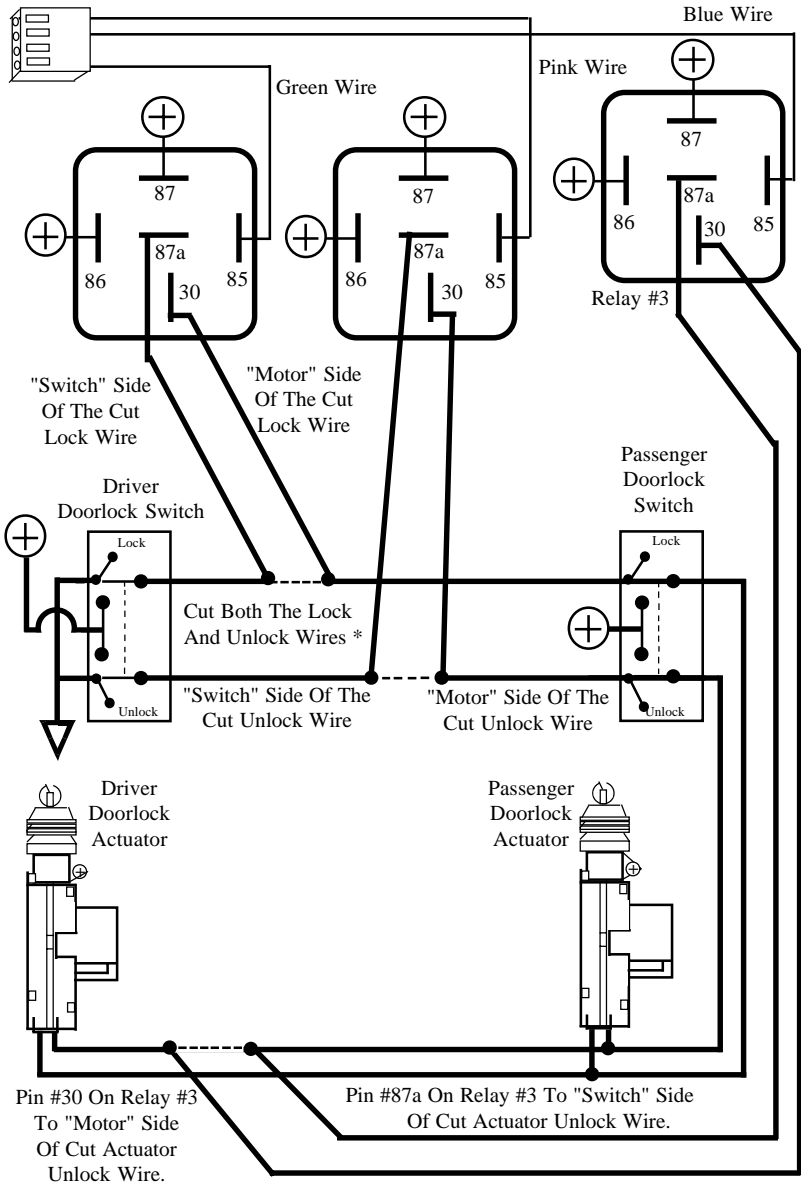 Blue Wire
Pink Wire
Green Wire
87
87a
86
85
30
87
87a
86
85
30
87
87a
86
85
30
Relay #3
"Switch" Side
Of The Cut
Lock Wire
"Motor" Side
Of The Cut
Lock Wire
Driver
Doorlock Switch
Passenger
Doorlock
Switch
Lock
Unlock
Lock
Unlock
Cut Both The Lock
And Unlock Wires *
"Switch" Side Of The
Cut Unlock Wire
"Motor" Side Of The
Cut Unlock Wire
Driver
Doorlock
Actuator
Passenger
Doorlock
Actuator
Pin #30 On Relay #3
To "Motor" Side
Of Cut Actuator
Unlock Wire.
Pin #87a On Relay #3 To "Switch" Side
Of Cut Actuator Unlock Wire.